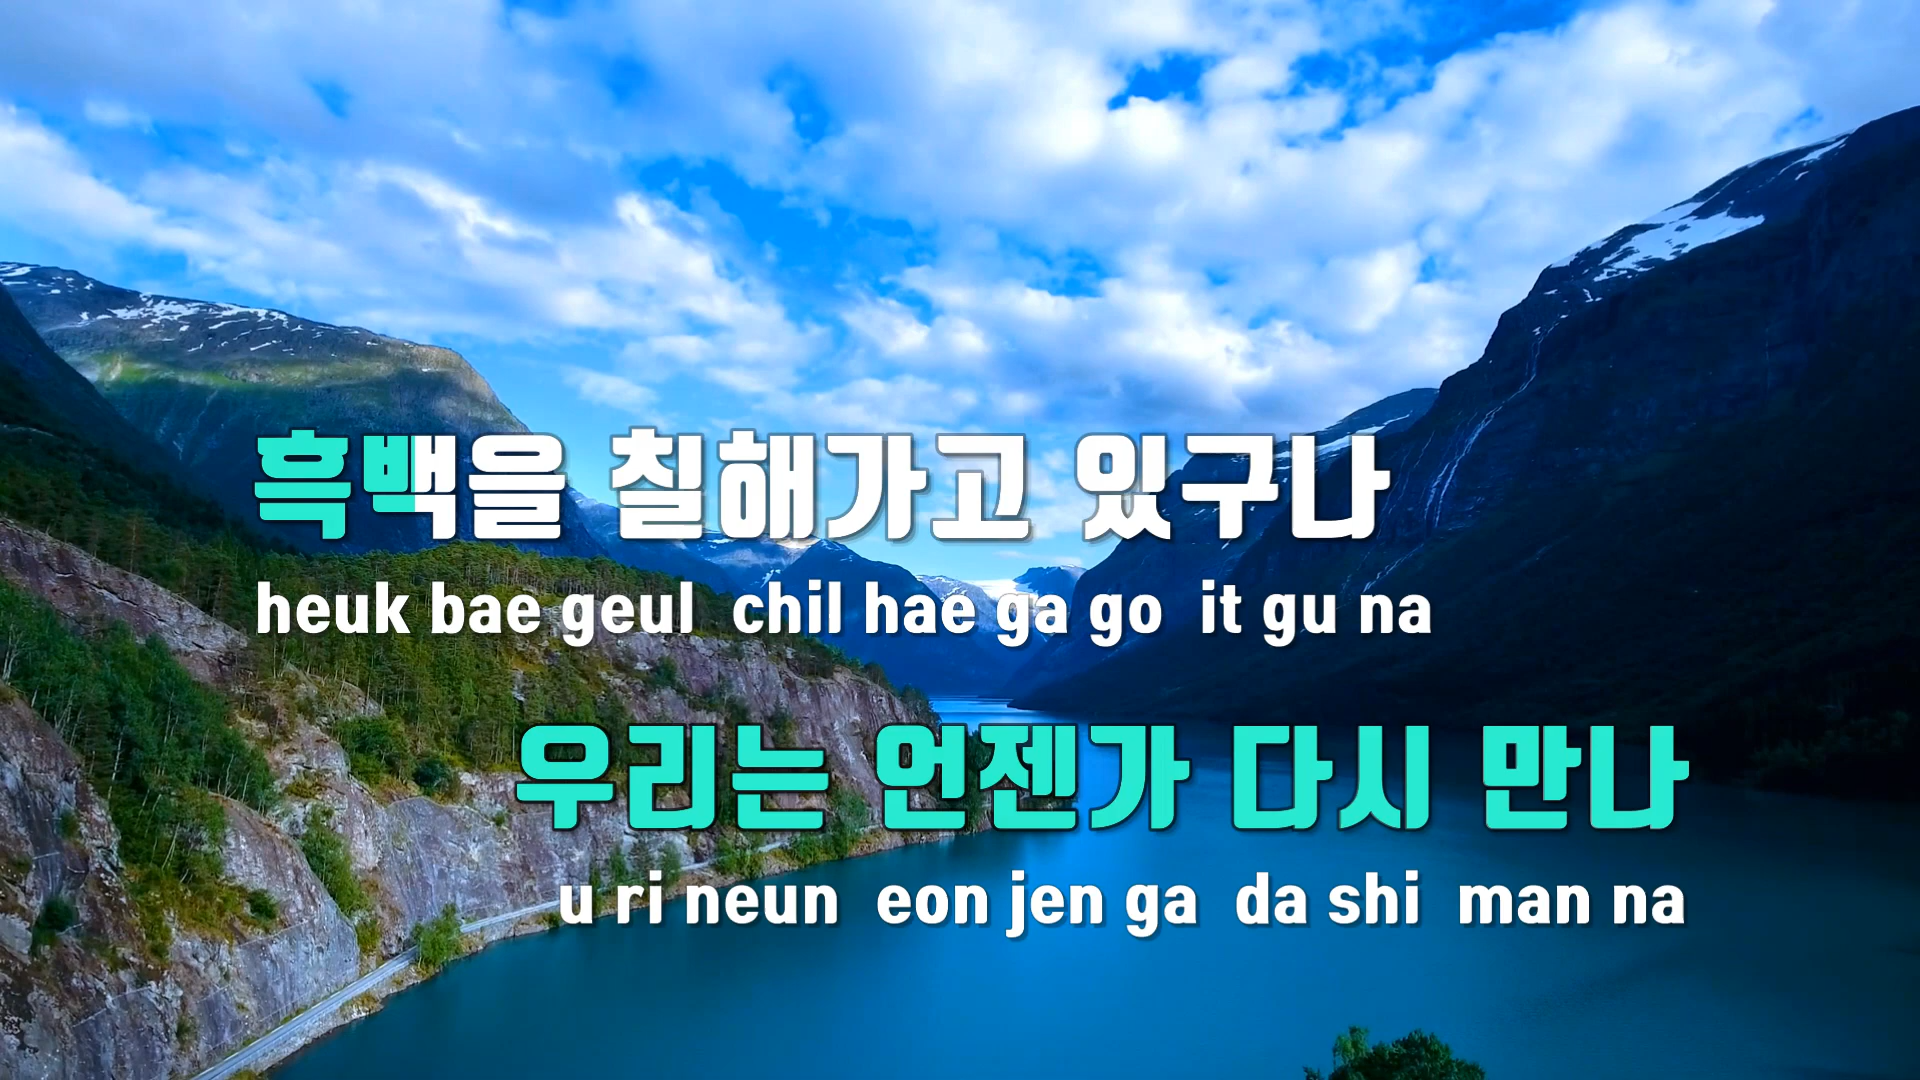 흑백을 칠해가고 있구나
heuk bae geul chil hae ga go it gu na
우리는 언젠가 다시 만나
u ri neun eon jen ga da shi man na